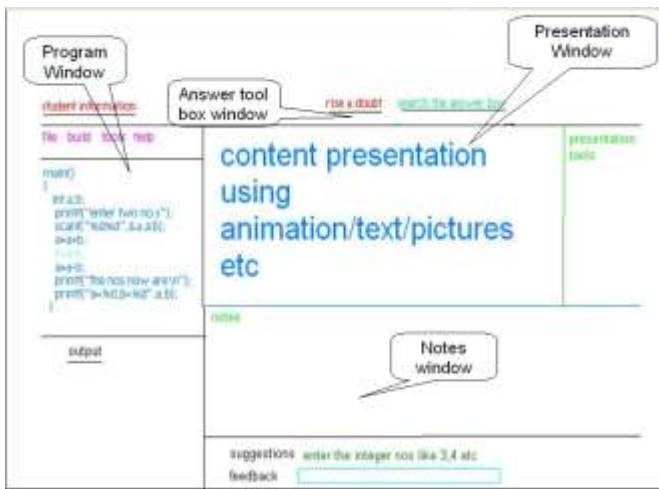 Program
Window
Presentation
Window
Answer tool
box window
student information
rise a doubt
search the answer box
file build tools help
presentation
tools
main()
{
int a,b;
printf("enter two no.s");
scanf("%d%d",&a,&b);
a=a+b;
a=a-b;
printf("the nos now are\n");
printf("a=%d,b=%d",a,b);
}
output
content presentation
using
animation/text/pictures
etc
notes
Notes
window
suggestions enter the integer nos like 3,4 etc
feedback